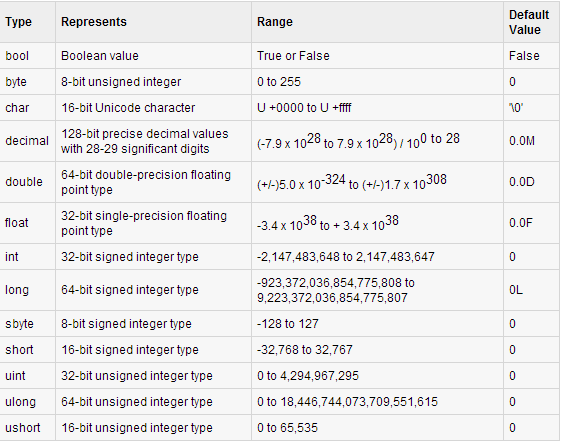 Type Represents Range Default Value
bool Boolean value True or False False
byte 8-bit unsigned integer 0 to 255 0
char 16-bit Unicode character U +0000 to U +ffff '\0'
decimal 128-bit precise decimal values with 28-29 significant digits (-7.9 x 10^28 to 7.9 x 10^28) / 10^0 to 28 0.0M
double 64-bit double-precision floating point type (+/-)5.0 x 10^-324 to (+/-)1.7 x 10^308 0.0D
float 32-bit single-precision floating point type -3.4 x 10^38 to + 3.4 x 10^38 0.0F
int 32-bit signed integer type -2,147,483,648 to 2,147,483,647 0
long 64-bit signed integer type -923,372,036,854,775,808 to 9,223,372,036,854,775,807 0L
sbyte 8-bit signed integer type -128 to 127 0
short 16-bit signed integer type -32,768 to 32,767 0
uint 32-bit unsigned integer type 0 to 4,294,967,295 0
ulong 64-bit unsigned integer type 0 to 18,446,744,073,709,551,615 0
ushort 16-bit unsigned integer type 0 to 65,535 0